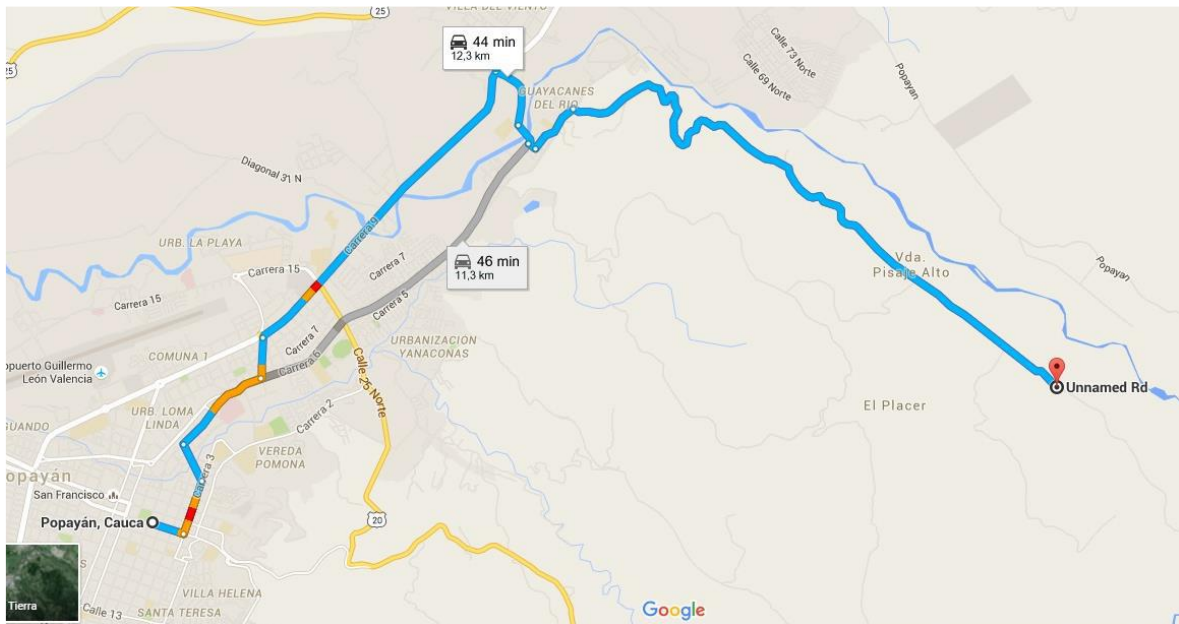 25
VILLA DEL VIENTO
44 min
12,3 km
25
Calle 73 Norte
Calle 69 Norte
Popayan
GUAYACANES
DEL RIO
Diagonal 31 N
Carrera 9
URB. LA PLAYA
Carrera 15
Carrera 7
46 min
11,3 km
Vda.
Pisaje Alto
Popayan
Carrera 15
Carrera 5
Carrera 7
URBANIZACION
YANACONAS
COMUNA 1
Carrera 6
opuerto Guillermo
León Valencia
Calle 25 Norte
Unnamed Rd
El Placer
URB. LOMA
LINDA
Carrera 2
GUANDO
VEREDA
POMONA
Carrera 3
opayán
San Francisco
Popayán, Cauca
20
Tierra
VILLA HELENA
Calle 13
SANTA TERESA
Google